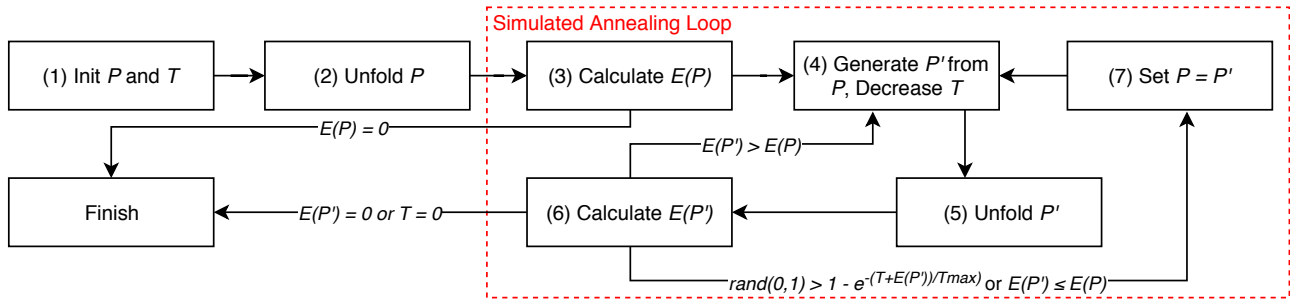 Simulated Annealing Loop
(1) Init P and T
(2) Unfold P
(3) Calculate E(P)
(4) Generate P' from
P, Decrease T
(7) Set P = P'
E(P) = 0
E(P') > E(P)
Finish
E(P') = 0 or T = 0
(6) Calculate E(P')
(5) Unfold P'
rand(0,1) > 1 - e-(T+E(P'))/Tmax) or E(P') ≤ E(P)